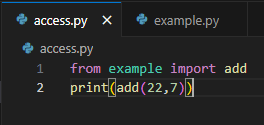 access.py × example.py
access.py
1 from example import add
2 print(add(22,7))